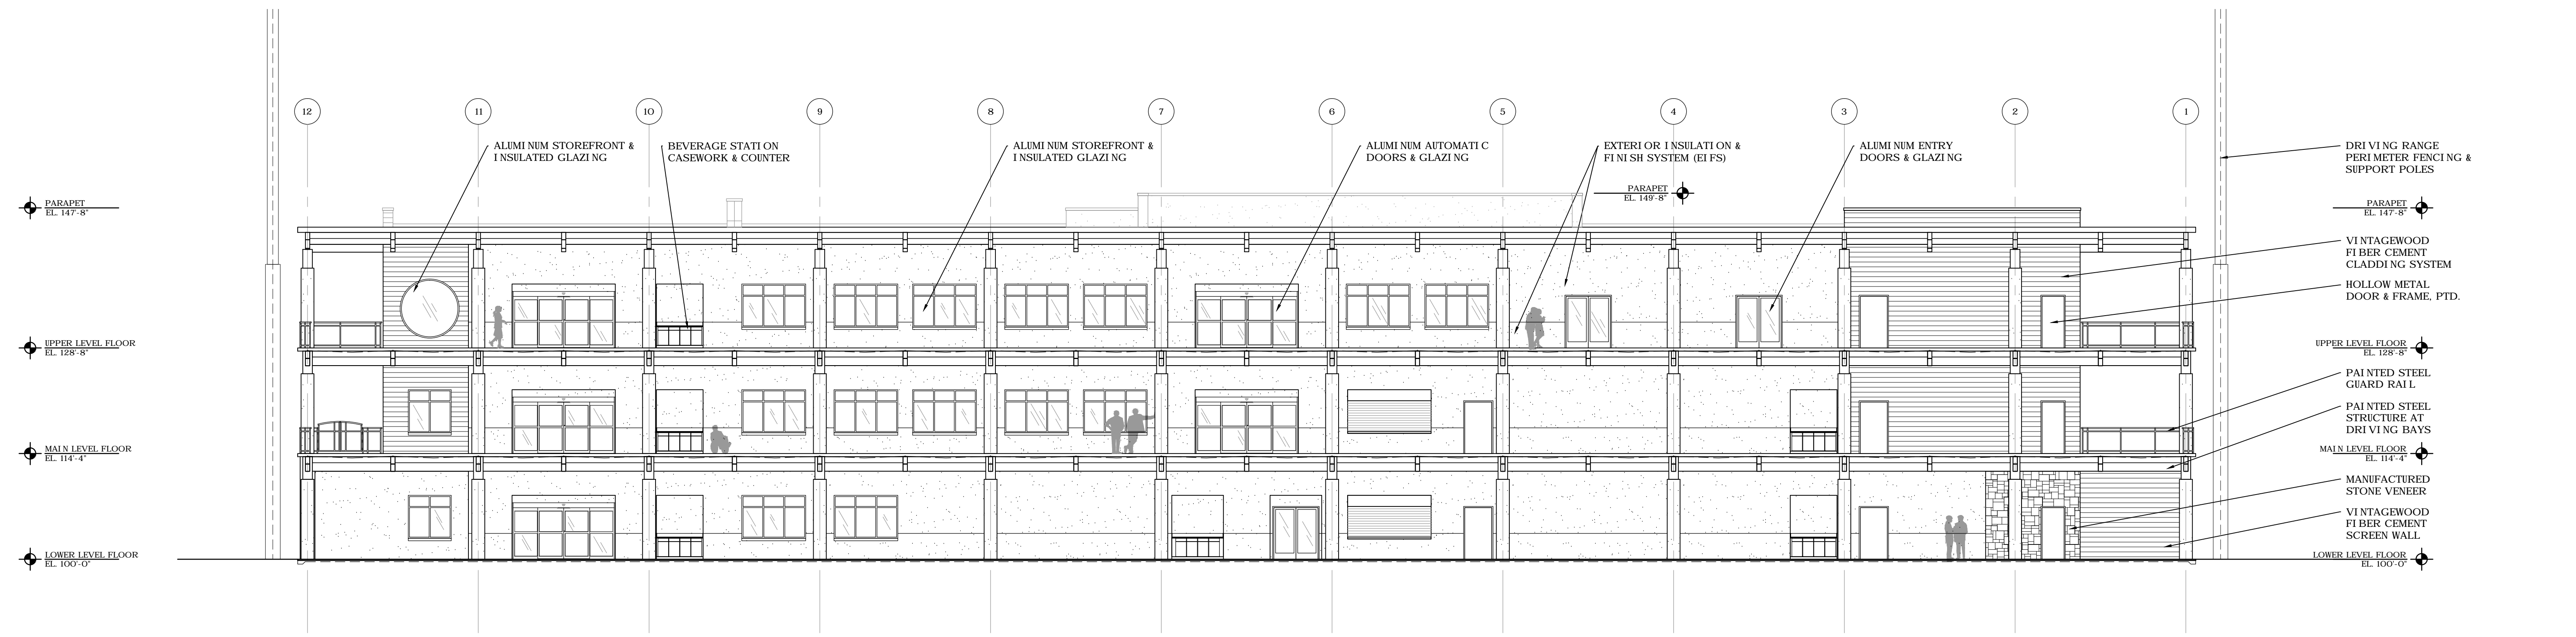 12
11
10
9
8
7
6
5
4
3
2
1
ALUMINUM STOREFRONT &
INSULATED GLAZING
BEVERAGE STATION
CASEWORK & COUNTER
ALUMINUM STOREFRONT &
INSULATED GLAZING
ALUMINUM AUTOMATIC
DOORS & GLAZING
EXTERIOR INSULATION &
FINISH SYSTEM (EIFS)
ALUMINUM ENTRY
DOORS & GLAZING
DRIVING RANGE
PERIMETER FENCING &
SUPPORT POLES
PARAPET
EL. 149'-8"
PARAPET
EL. 147'-8"
PARAPET
EL. 147'-8"
VINTAGEWOOD
FIBER CEMENT
CLADDING SYSTEM
HOLLOW METAL
DOOR & FRAME, PTD.
UPPER LEVEL FLOOR
EL. 128'-8"
UPPER LEVEL FLOOR
EL. 128'-8"
PAINTED STEEL
GUARD RAIL
PAINTED STEEL
STRUCTURE AT
DRIVING BAYS
MAIN LEVEL FLOOR
EL. 114'-4"
MAIN LEVEL FLOOR
EL. 114'-4"
MANUFACTURED
STONE VENEER
VINTAGEWOOD
FIBER CEMENT
SCREEN WALL
LOWER LEVEL FLOOR
EL. 100'-0"
LOWER LEVEL FLOOR
EL. 100'-0"